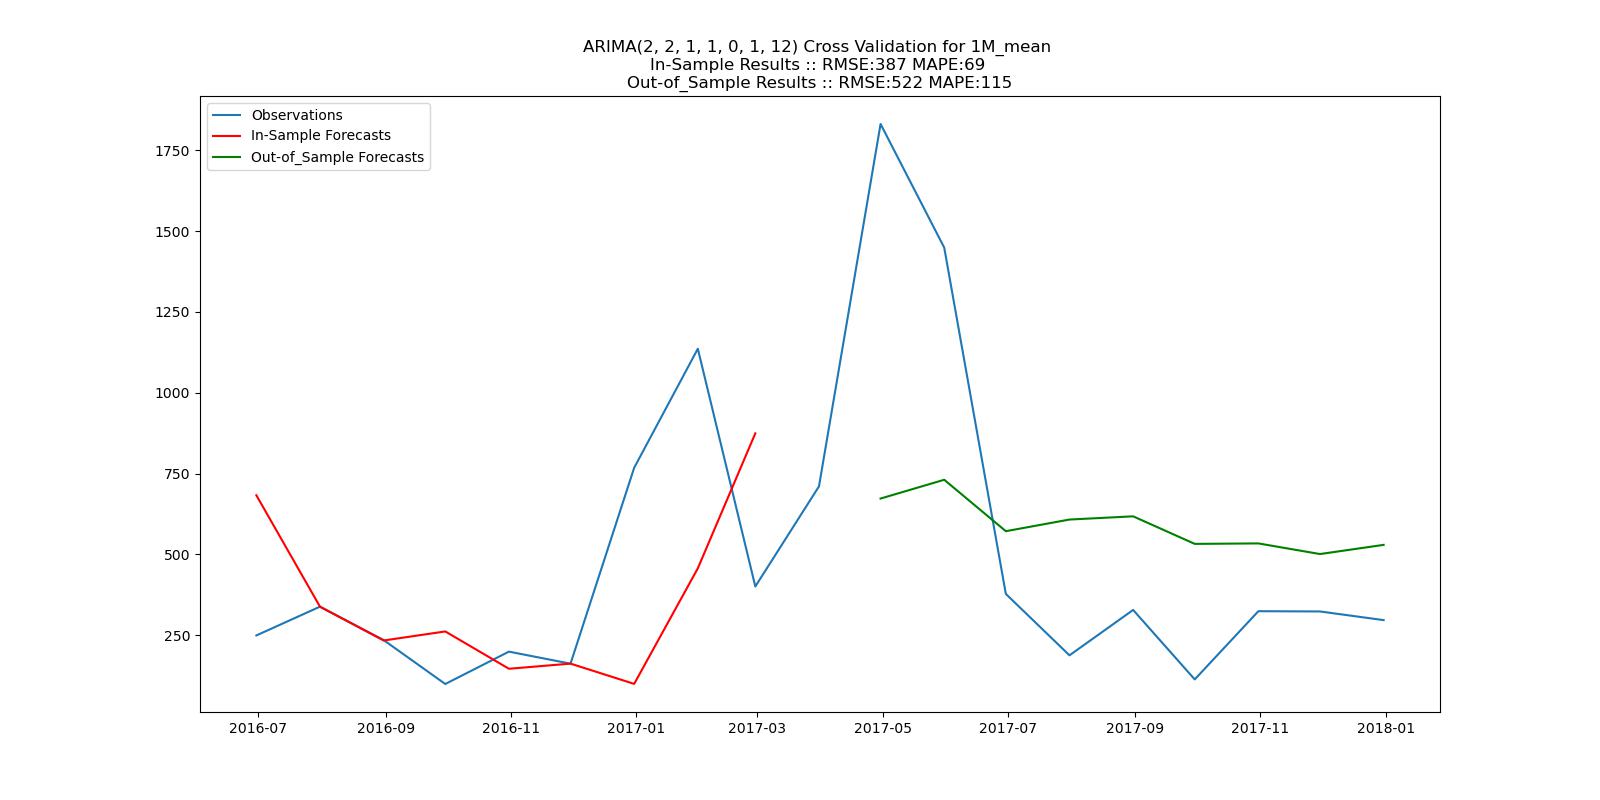 ARIMA(2, 2, 1, 1, 0, 1, 12) Cross Validation for 1M_mean
In-Sample Results :: RMSE:387 MAPE:69
Out-of_Sample Results :: RMSE:522 MAPE:115
Observations
In-Sample Forecasts
Out-of_Sample Forecasts
1750
1500
1250
1000
750
500
250
2016-07 2016-09 2016-11 2017-01 2017-03 2017-05 2017-07 2017-09 2017-11 2018-01